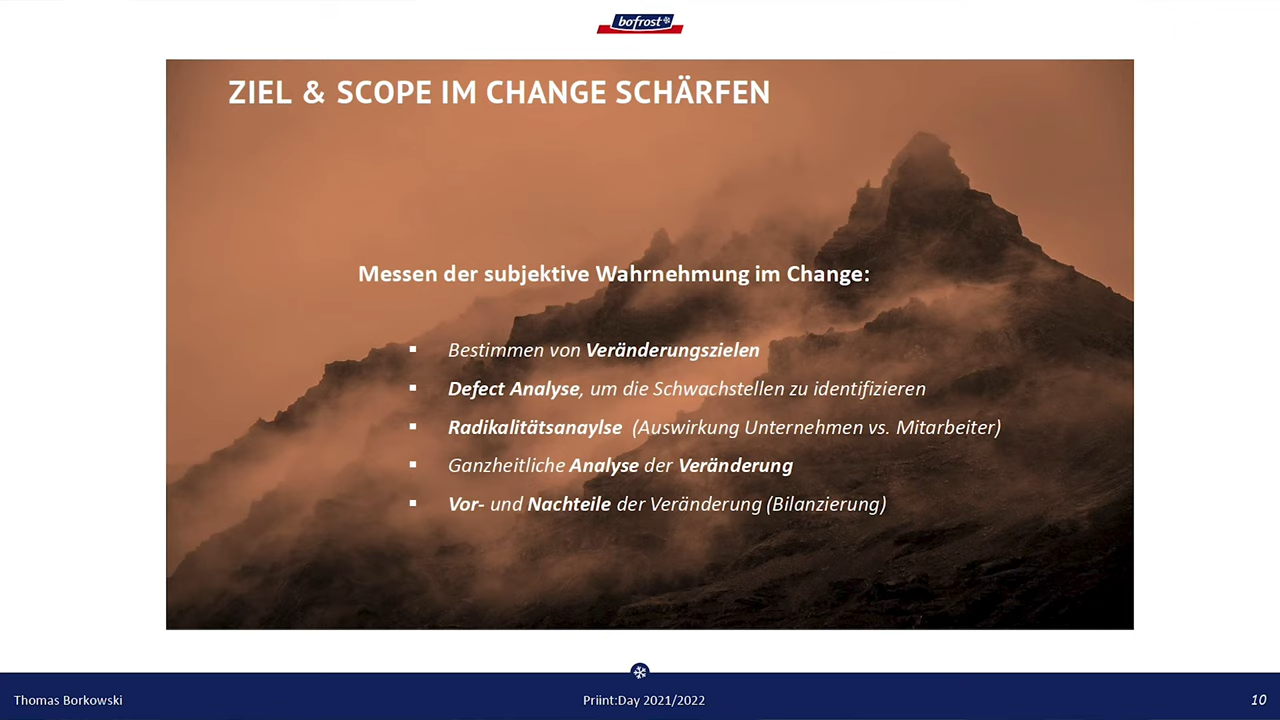 bofrost
ZIEL & SCOPE IM CHANGE SCHÄRFEN
Messen der subjektive Wahrnehmung im Change:
▪ Bestimmen von Veränderungszielen
▪ Defect Analyse, um die Schwachstellen zu identifizieren
▪ Radikalitätsanaylse (Auswirkung Unternehmen vs. Mitarbeiter)
▪ Ganzheitliche Analyse der Veränderung
▪ Vor- und Nachteile der Veränderung (Bilanzierung)
Thomas Borkowski
Priint:Day 2021/2022
10